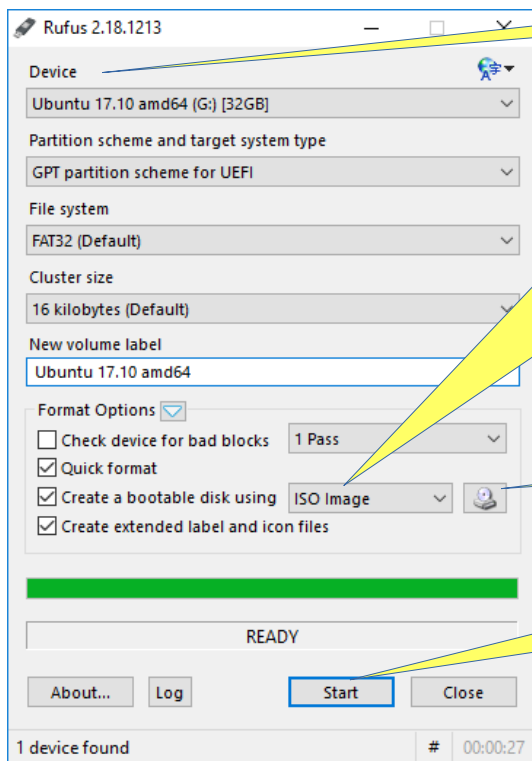 Rufus 2.18.1213
Device
Ubuntu 17.10 amd64 (G:) [32GB]
Partition scheme and target system type
GPT partition scheme for UEFI
File system
FAT32 (Default)
Cluster size
16 kilobytes (Default)
New volume label
Ubuntu 17.10 amd64
Format Options
Check device for bad blocks 1 Pass
Quick format
Create a bootable disk using ISO Image
Create extended label and icon files
READY
About... Log Start Close
1 device found # 00:00:27